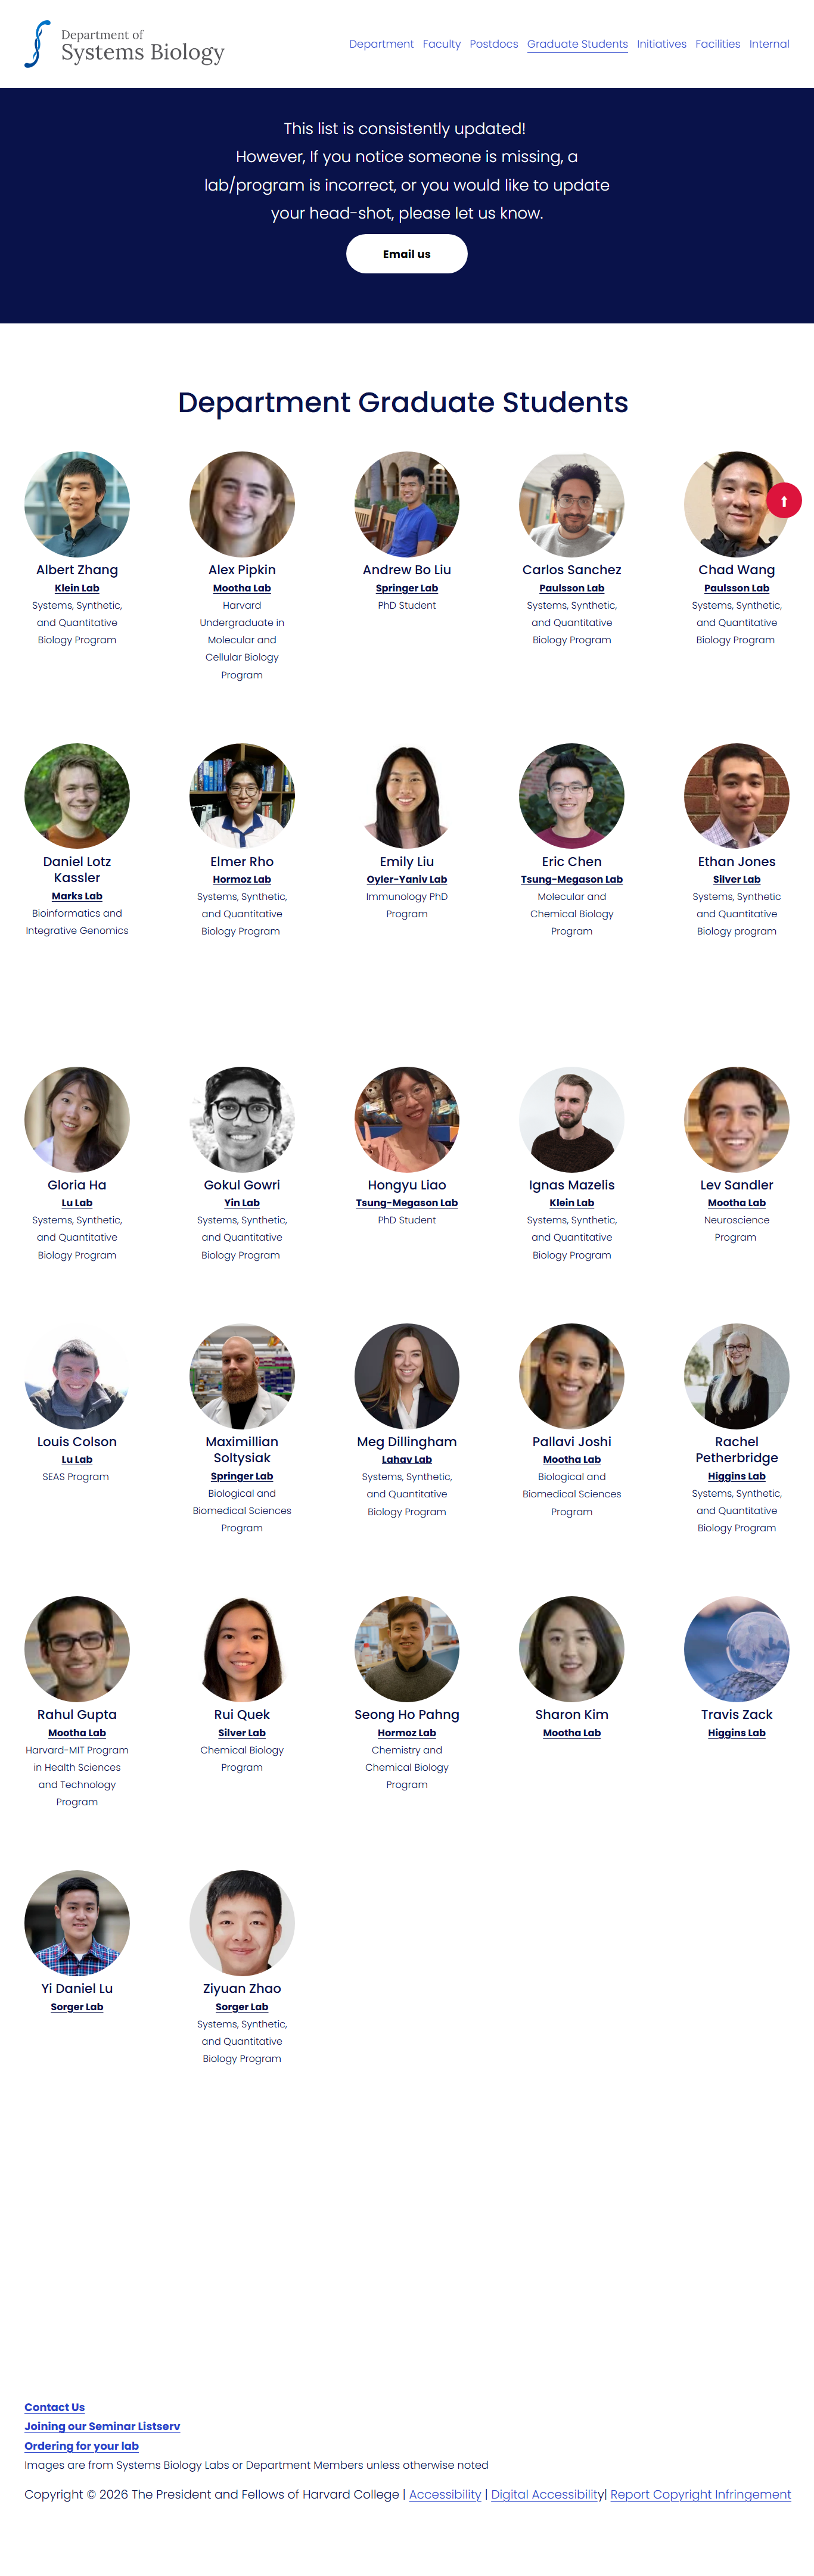 Department of
Systems Biology
Department Faculty Postdocs Graduate Students Initiatives Facilities Internal
This list is consistently updated!
However, If you notice someone is missing, a
lab/program is incorrect, or you would like to update
your head-shot, please let us know.
Email us
Department Graduate Students
Albert Zhang
Klein Lab
Systems, Synthetic,
and Quantitative
Biology Program
Alex Pipkin
Mootha Lab
Harvard
Undergraduate in
Molecular and
Cellular Biology
Program
Andrew Bo Liu
Springer Lab
PhD Student
Carlos Sanchez
Paulsson Lab
Systems, Synthetic,
and Quantitative
Biology Program
Chad Wang
Paulsson Lab
Systems, Synthetic,
and Quantitative
Biology Program
Daniel Lotz
Kassler
Marks Lab
Bioinformatics and
Integrative Genomics
Elmer Rho
Hormoz Lab
Systems, Synthetic,
and Quantitative
Biology Program
Emily Liu
Oyler-Yaniv Lab
Immunology PhD
Program
Eric Chen
Tsung-Megason Lab
Molecular and
Chemical Biology
Program
Ethan Jones
Silver Lab
Systems, Synthetic
and Quantitative
Biology program
Gloria Ha
Lu Lab
Systems, Synthetic,
and Quantitative
Biology Program
Gokul Gowri
Yin Lab
Systems, Synthetic,
and Quantitative
Biology Program
Hongyu Liao
Tsung-Megason Lab
PhD Student
Ignas Mazelis
Klein Lab
Systems, Synthetic,
and Quantitative
Biology Program
Lev Sandler
Mootha Lab
Neuroscience
Program
Louis Colson
Lu Lab
SEAS Program
Maximillian
Soltysiak
Springer Lab
Biological and
Biomedical Sciences
Program
Meg Dillingham
Lahav Lab
Systems, Synthetic,
and Quantitative
Biology Program
Pallavi Joshi
Mootha Lab
Biological and
Biomedical Sciences
Program
Rachel
Petherbridge
Higgins Lab
Systems, Synthetic,
and Quantitative
Biology Program
Rahul Gupta
Mootha Lab
Harvard-MIT Program
in Health Sciences
and Technology
Program
Rui Quek
Silver Lab
Chemical Biology
Program
Seong Ho Pahng
Hormoz Lab
Chemistry and
Chemical Biology
Program
Sharon Kim
Mootha Lab
Travis Zack
Higgins Lab
Yi Daniel Lu
Sorger Lab
Ziyuan Zhao
Sorger Lab
Systems, Synthetic,
and Quantitative
Biology Program
Contact Us
Joining our Seminar Listserv
Ordering for your lab
Images are from Systems Biology Labs or Department Members unless otherwise noted
Copyright © 2026 The President and Fellows of Harvard College | Accessibility | Digital Accessibility| Report Copyright Infringement